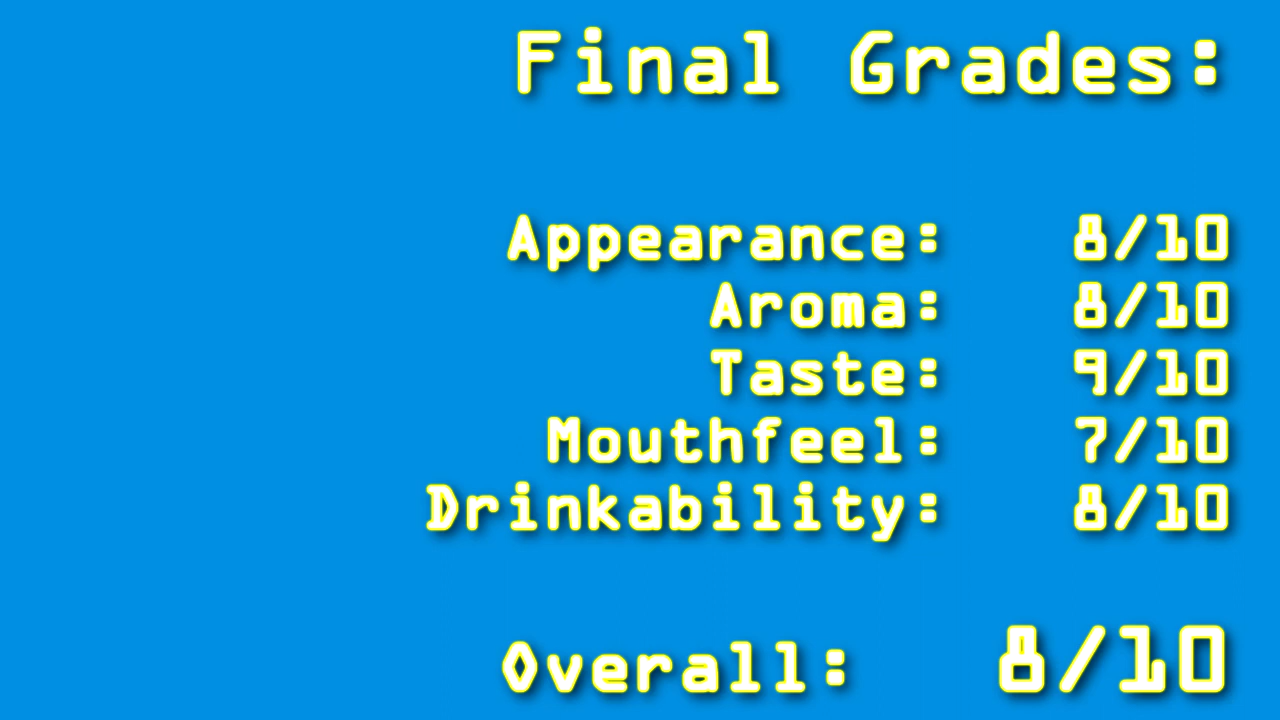 Final Grades:
Appearance: 8/10
Aroma: 8/10
Taste: 9/10
Mouthfeel: 7/10
Drinkability: 8/10
Overall: 8/10